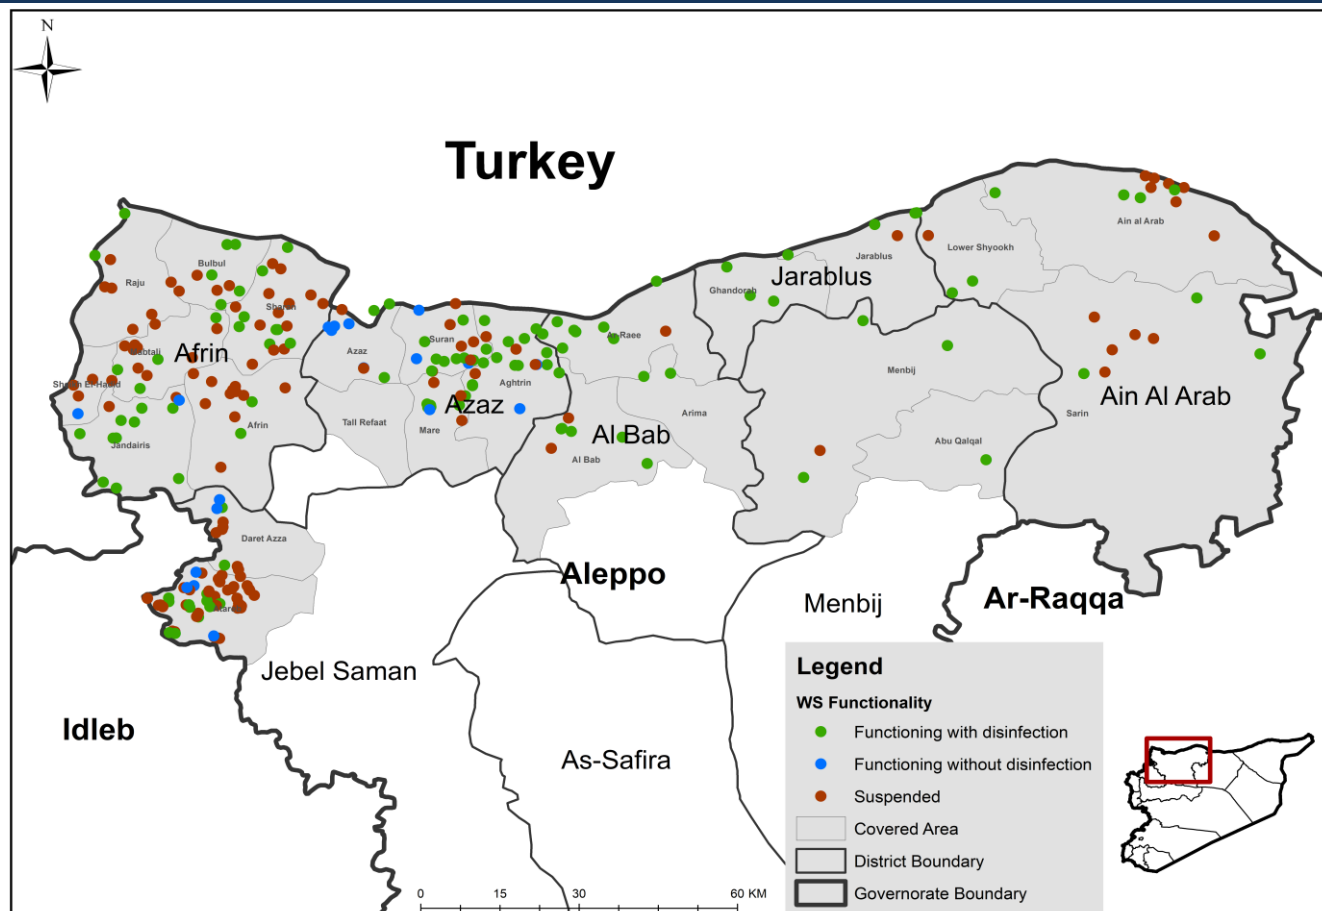 N
Turkey
Ain al Arab
Lower Shyookh
Jarablus
Bulbul
Raju
Jarablus
Ghandorah
Sharan
Ar-Raee
Suran
Azaz
Afrin
Menbij
Aghtrin
Ain Al Arab
Azaz
Arima
Sarin
Tall Refaat
Mare
Afrin
Al Bab
Abu Qalqal
Jandairis
Al Bab
Daret Azza
Aleppo
Ar-Raqqa
Menbij
Jebel Saman
Idleb
As-Safira
Legend
WS Functionality
Functioning with disinfection
Functioning without disinfection
Suspended
Covered Area
District Boundary
Governorate Boundary
0 15 30 60 KM